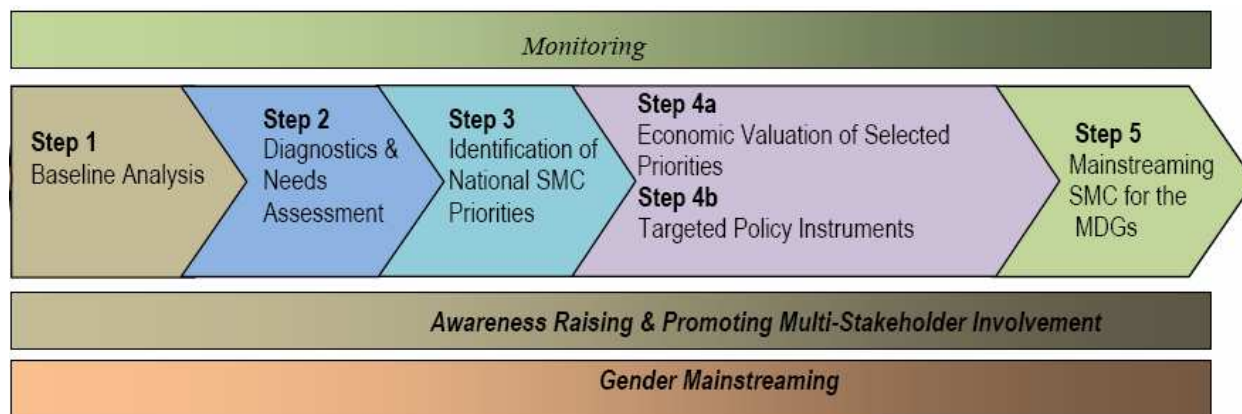 Monitoring
Step 1
Baseline Analysis
Step 2
Diagnostics &
Needs
Assessment
Step 3
Identification of
National SMC
Priorities
Step 4a
Economic Valuation of Selected
Priorities
Step 4b
Targeted Policy Instruments
Step 5
Mainstreaming
SMC for the
MDGs
Awareness Raising & Promoting Multi-Stakeholder Involvement
Gender Mainstreaming